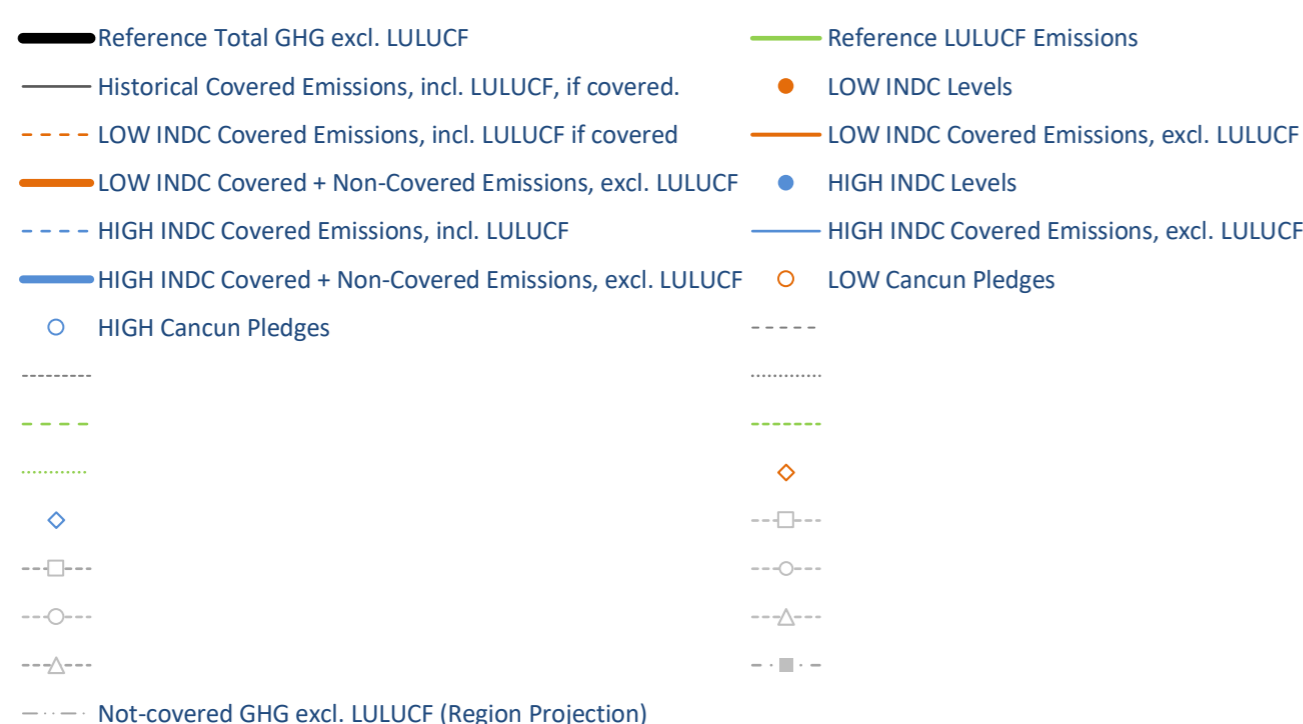 Reference Total GHG excl. LULUCF
Reference LULUCF Emissions
Historical Covered Emissions, incl. LULUCF, if covered.
LOW INDC Levels
LOW INDC Covered Emissions, incl. LULUCF if covered
LOW INDC Covered Emissions, excl. LULUCF
LOW INDC Covered + Non-Covered Emissions, excl. LULUCF
HIGH INDC Levels
HIGH INDC Covered Emissions, incl. LULUCF
HIGH INDC Covered Emissions, excl. LULUCF
HIGH INDC Covered + Non-Covered Emissions, excl. LULUCF
LOW Cancun Pledges
HIGH Cancun Pledges
Not-covered GHG excl. LULUCF (Region Projection)